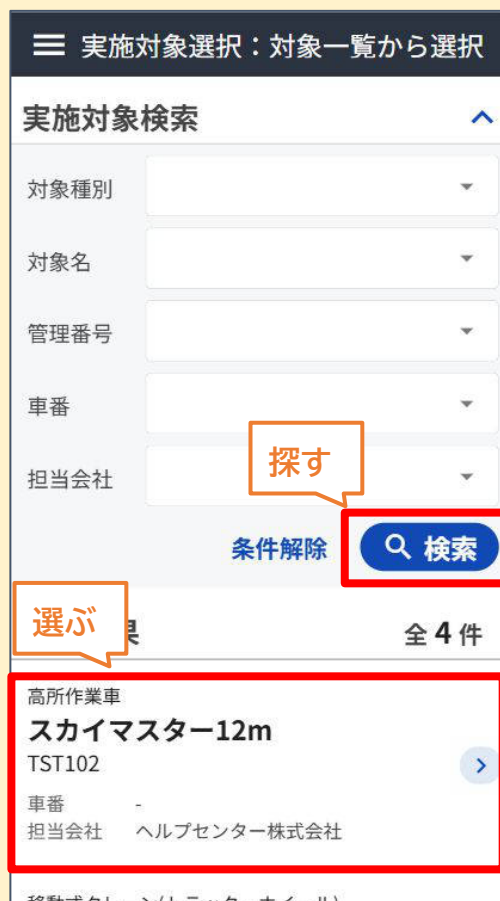 実施対象選択：対象一覧から選択
実施対象検索
対象種別
対象名
管理番号
車番
担当会社
探す
条件解除
検索
選ぶ
全 4 件
高所作業車
スカイマスター12m
TST102
車番 -
担当会社 ヘルプセンター株式会社